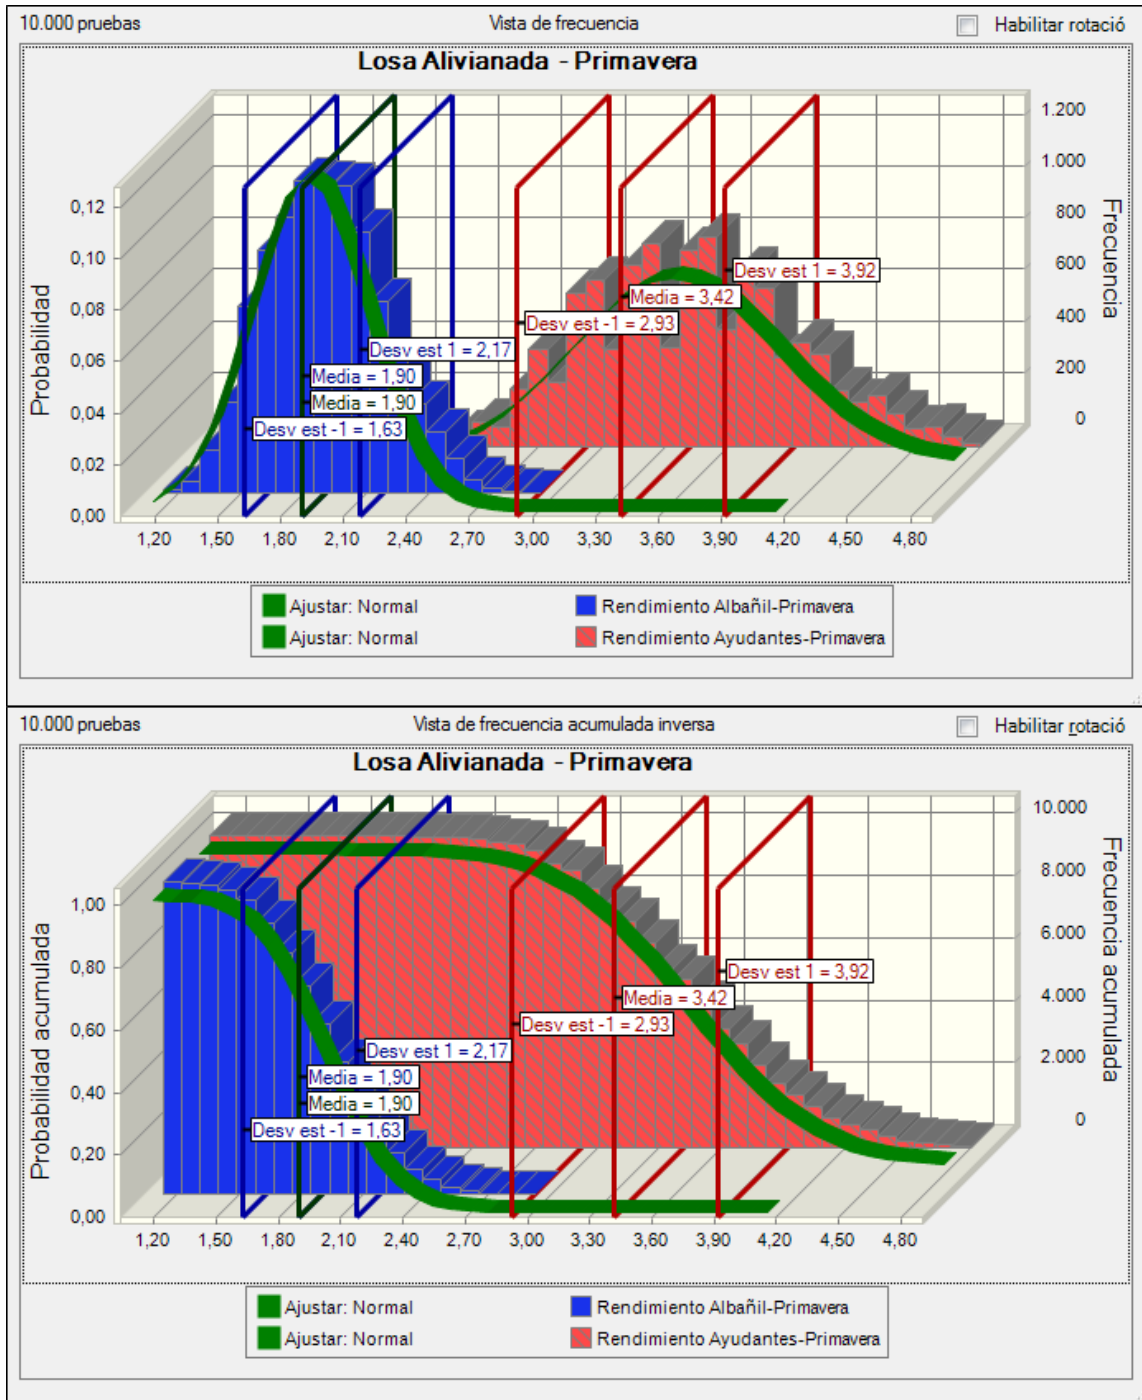 10.000 pruebas
Vista de frecuencia
Habilitar rotació
Losa Alivianada - Primavera
1.200
1.000
800
600
400
200
0
Frecuencia
0,12
0,10
0,08
0,06
0,04
0,02
0,00
Probabilidad
Desv est 1 = 3,92
Media = 3,42
Desv est -1 = 2,93
Desv est 1 = 2,17
Media = 1,90
Media = 1,90
Desv est -1 = 1,63
1,20 1,50 1,80 2,10 2,40 2,70 3,00 3,30 3,60 3,90 4,20 4,50 4,80
Ajustar: Normal Rendimiento Albañil-Primavera
Ajustar: Normal Rendimiento Ayudantes-Primavera
10.000 pruebas
Vista de frecuencia acumulada inversa
Habilitar rotació
Losa Alivianada - Primavera
10.000
8.000
6.000
4.000
2.000
0
Frecuencia acumulada
1,00
0,80
0,60
0,40
0,20
0,00
Probabilidad acumulada
Desv est 1 = 3,92
Media = 3,42
Desv est -1 = 2,93
Desv est 1 = 2,17
Media = 1,90
Media = 1,90
Desv est -1 = 1,63
1,20 1,50 1,80 2,10 2,40 2,70 3,00 3,30 3,60 3,90 4,20 4,50 4,80
Ajustar: Normal Rendimiento Albañil-Primavera
Ajustar: Normal Rendimiento Ayudantes-Primavera